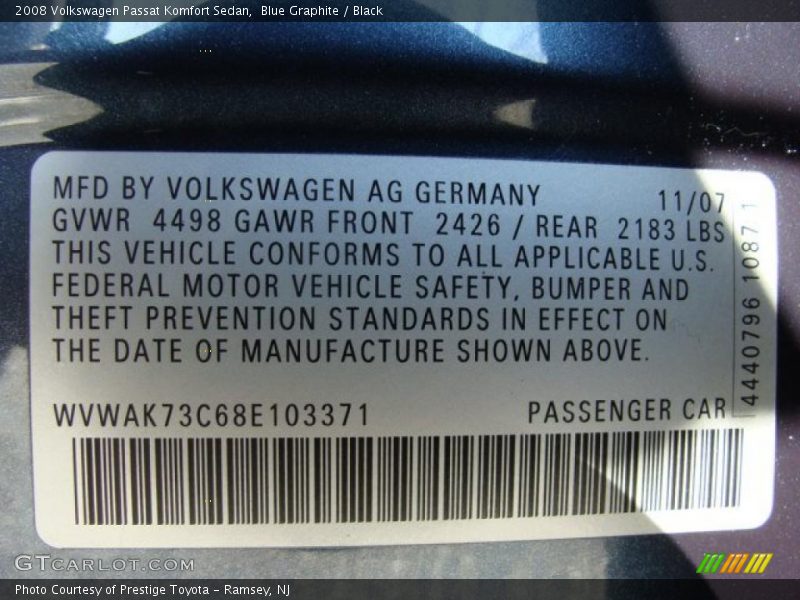 2008 Volkswagen Passat Komfort Sedan, Blue Graphite / Black
MFD BY VOLKSWAGEN AG GERMANY 11/07
GVWR 4498 GAWR FRONT 2426 / REAR 2183 LBS
THIS VEHICLE CONFORMS TO ALL APPLICABLE U.S.
FEDERAL MOTOR VEHICLE SAFETY, BUMPER AND
THEFT PREVENTION STANDARDS IN EFFECT ON
THE DATE OF MANUFACTURE SHOWN ABOVE.
WVWAK73C68E103371 PASSENGER CAR
4440796 1087 1
GTCARLOT.COM
Photo Courtesy of Prestige Toyota - Ramsey, NJ